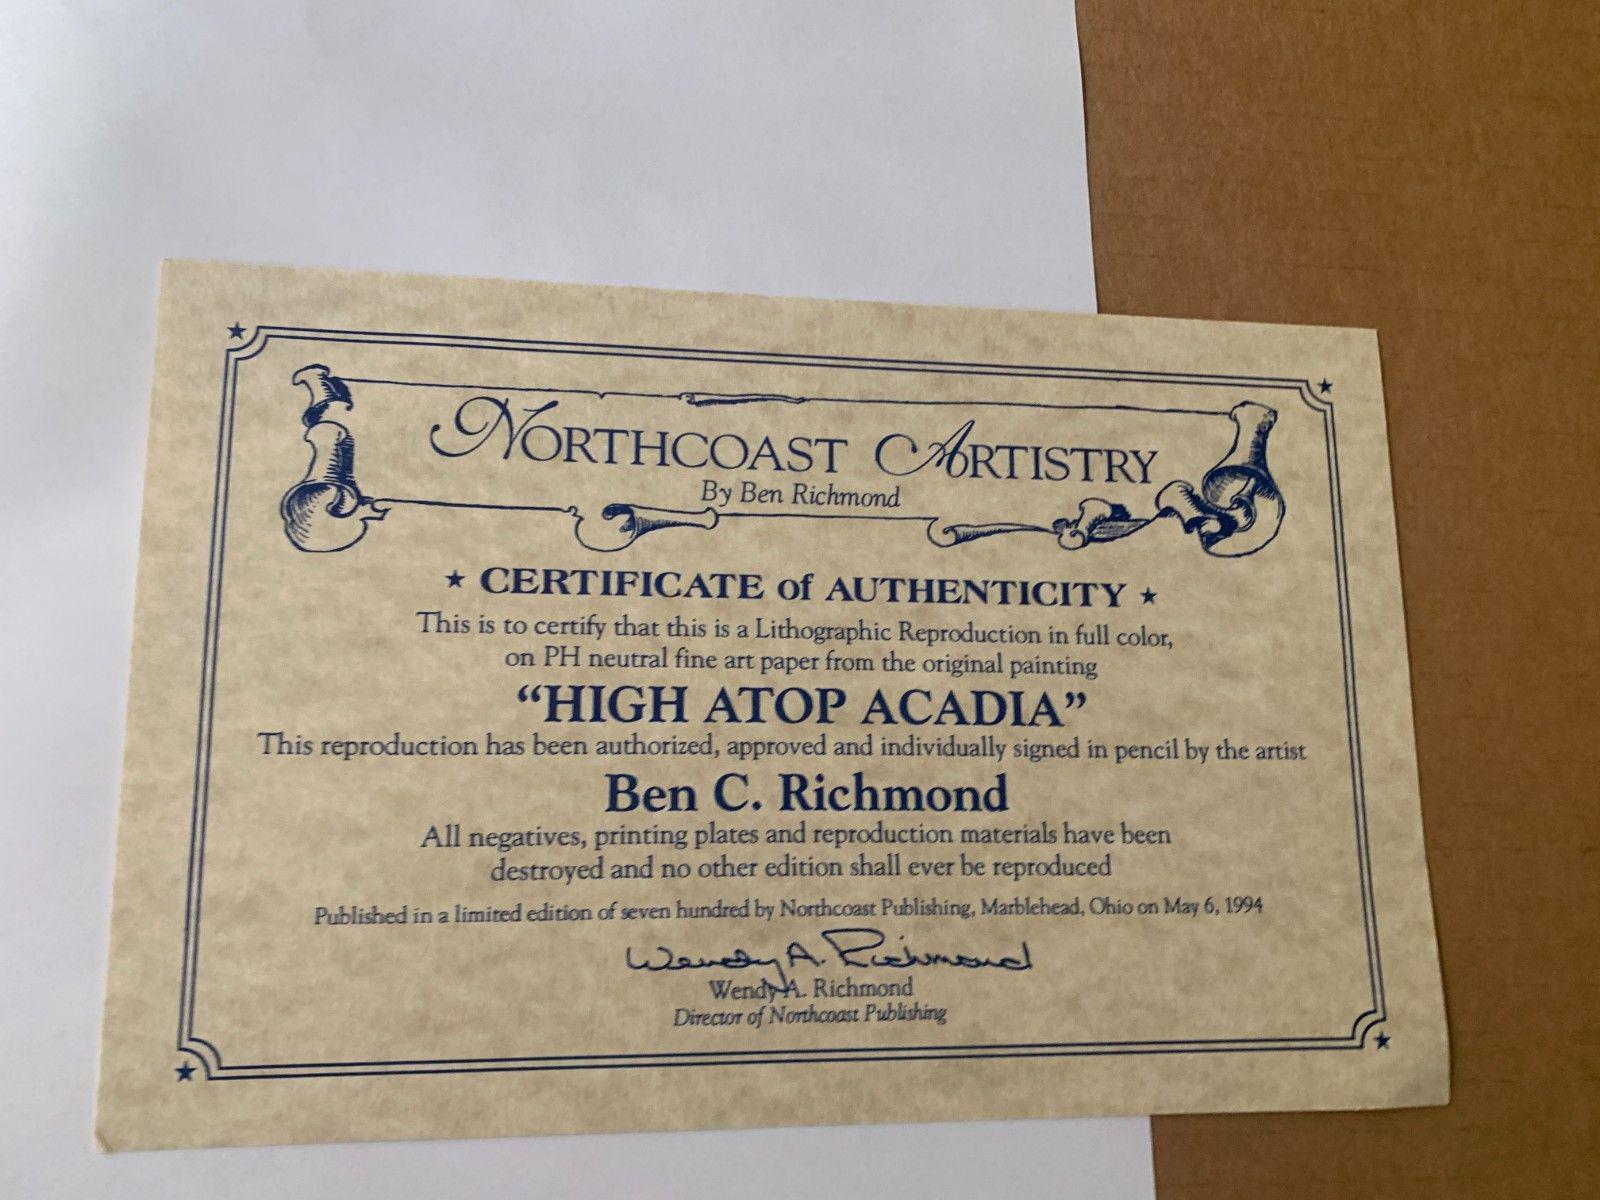 NORTHCOAST ARTISTRY
By Ben Richmond
★ CERTIFICATE of AUTHENTICITY ★
This is to certify that this is a Lithographic Reproduction in full color,
on PH neutral fine art paper from the original painting
“HIGH ATOP ACADIA”
This reproduction has been authorized, approved and individually signed in pencil by the artist
Ben C. Richmond
All negatives, printing plates and reproduction materials have been
destroyed and no other edition shall ever be reproduced
Published in a limited edition of seven hundred by Northcoast Publishing, Marblehead, Ohio on May 6, 1994
Wendy A. Richmond
Wendy A. Richmond
Director of Northcoast Publishing